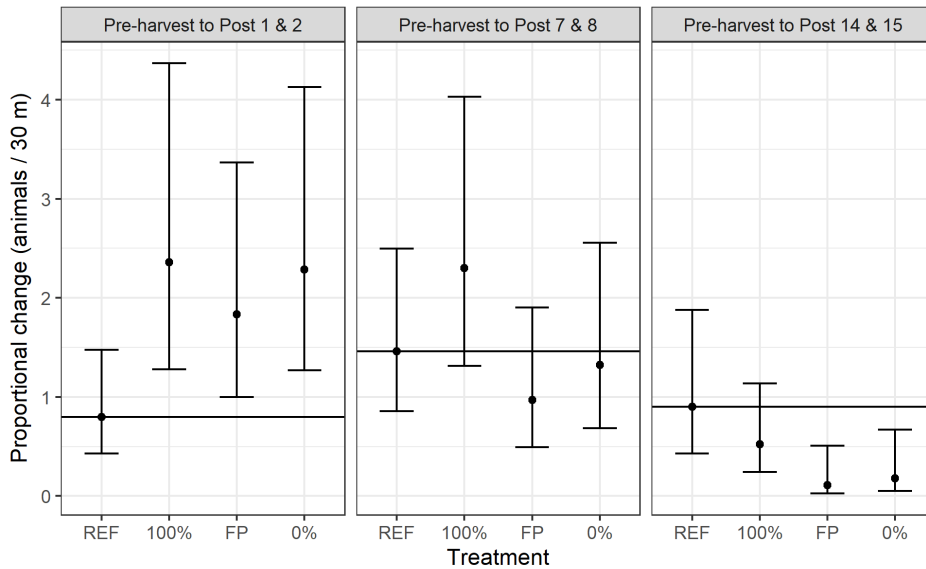 Pre-harvest to Post 1 & 2 Pre-harvest to Post 7 & 8 Pre-harvest to Post 14 & 15
Proportional change (animals / 30 m)
4
3
2
1
0
REF 100% FP 0% REF 100% FP 0% REF 100% FP 0%
Treatment